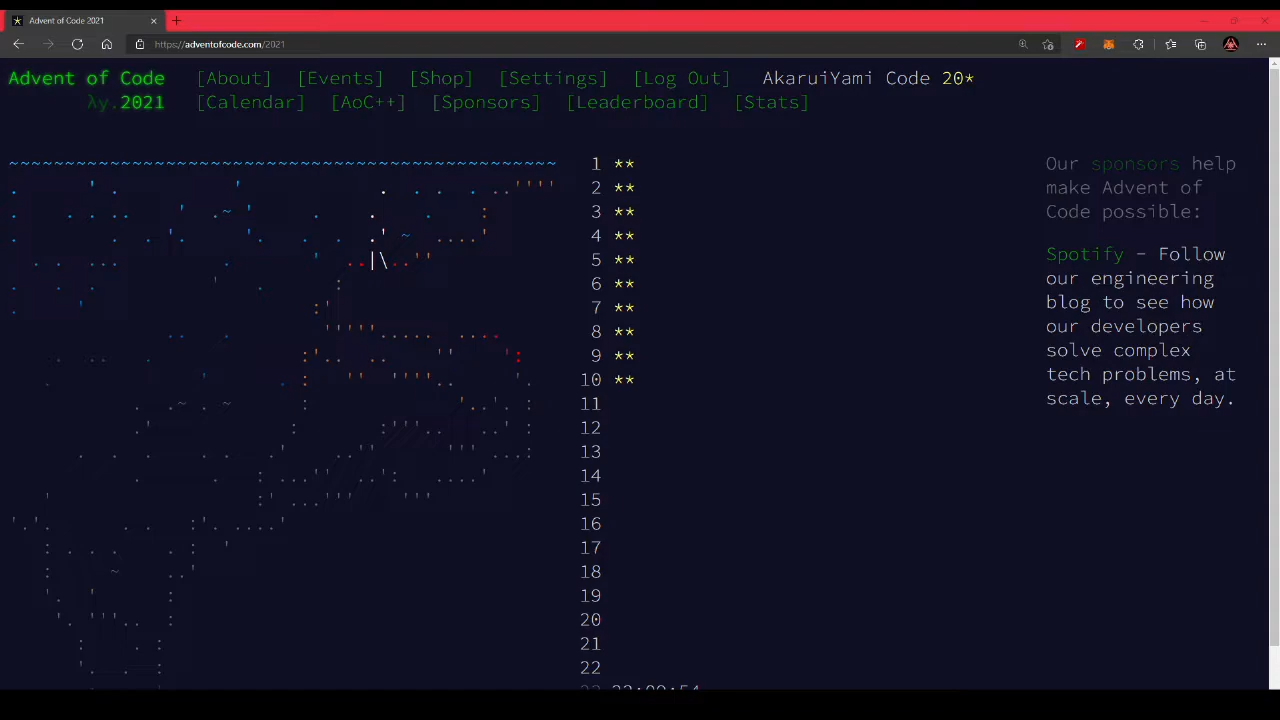 Advent of Code 2021
https://adventofcode.com/2021
Advent of Code [About] [Events] [Shop] [Settings] [Log Out] AkaruiYami Code 20*
λy.2021 [Calendar] [AoC++] [Sponsors] [Leaderboard] [Stats]
1 **
2 **
3 **
4 **
5 **
6 **
7 **
8 **
9 **
10 **
11
12
13
14
15
16
17
18
19
20
21
22
Our sponsors help
make Advent of
Code possible:
Spotify - Follow
our engineering
blog to see how
our developers
solve complex
tech problems, at
scale, every day.